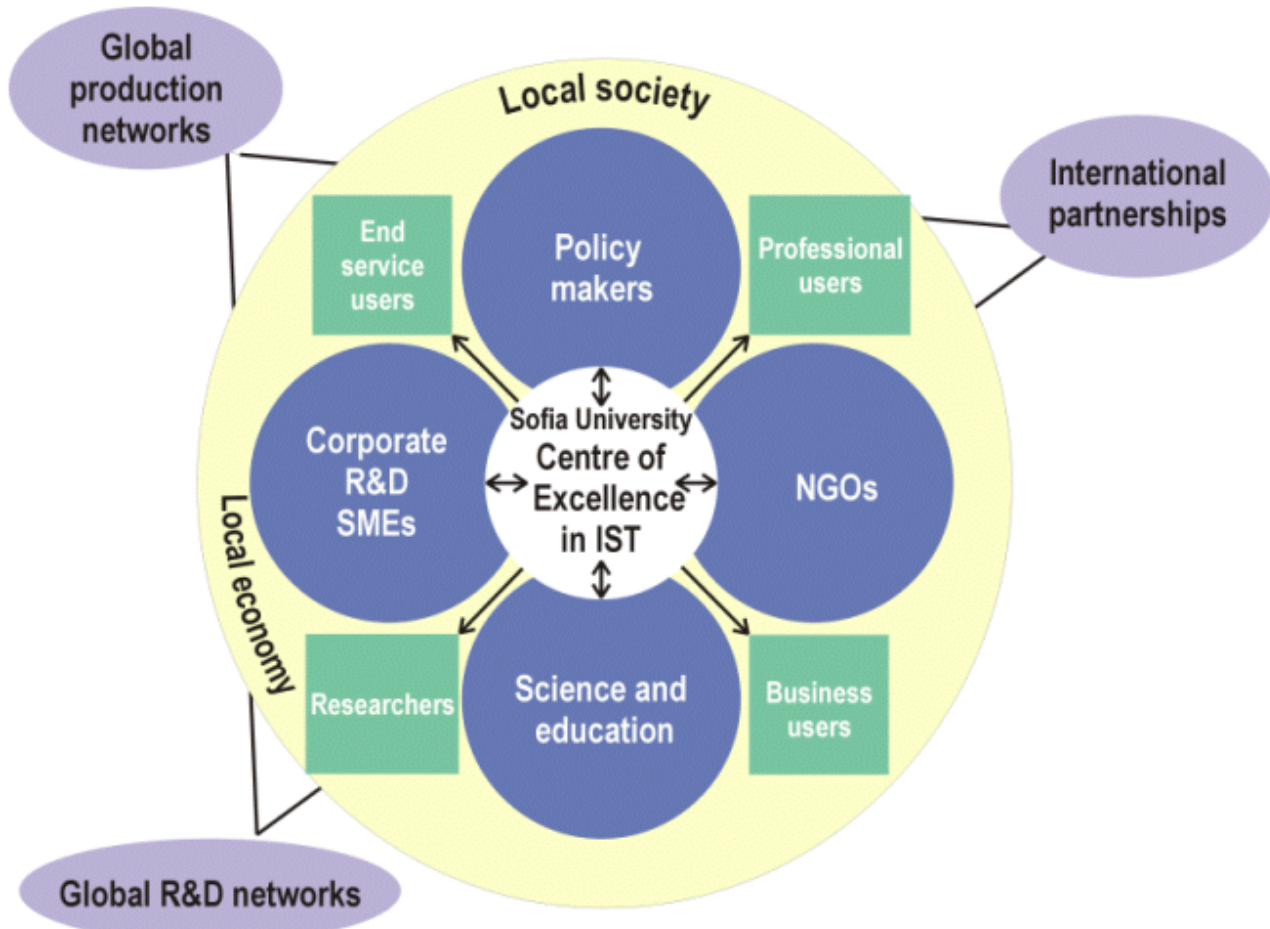 Global
production
networks
Local society
International
partnerships
End
service
users
Policy
makers
Professional
users
Corporate
R&D
SMEs
Sofia University
Centre of
Excellence
in IST
NGOs
Local economy
Researchers
Science and
education
Business
users
Global R&D networks